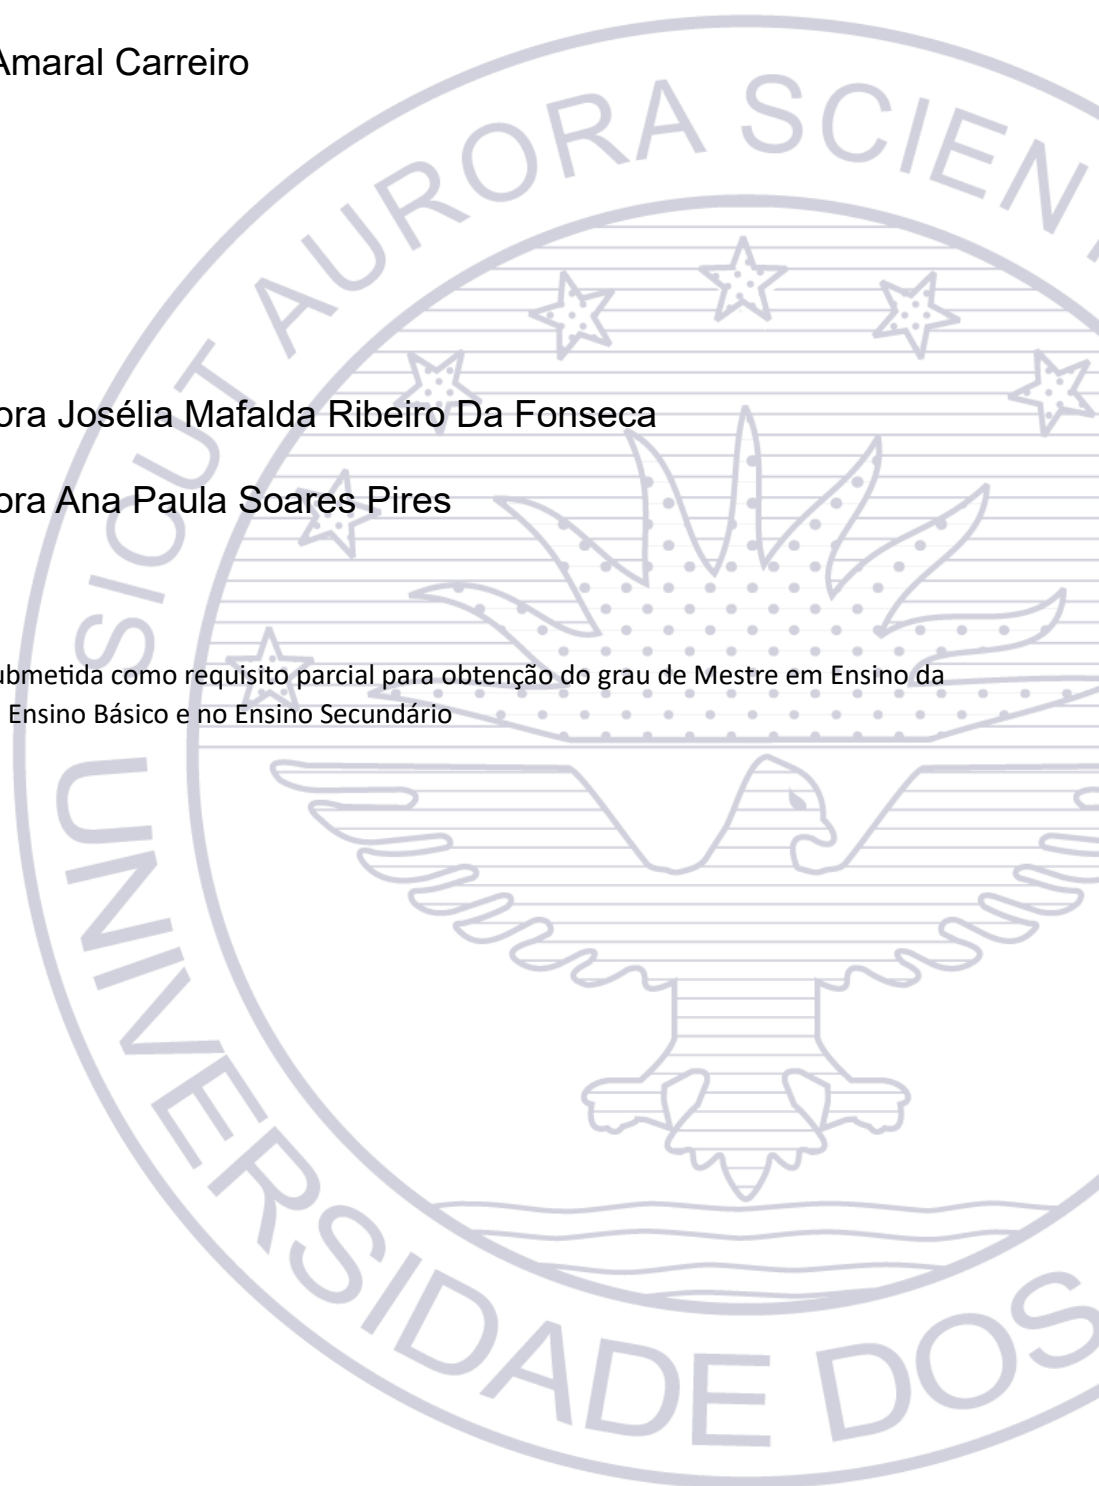 Amaral Carreiro
ora Josélia Mafalda Ribeiro Da Fonseca
ora Ana Paula Soares Pires
ubmetida como requisito parcial para obtenção do grau de Mestre em Ensino da
Ensino Básico e no Ensino Secundário
SIOUT AURORA SCIEN
UNIVERSIDADE DOS